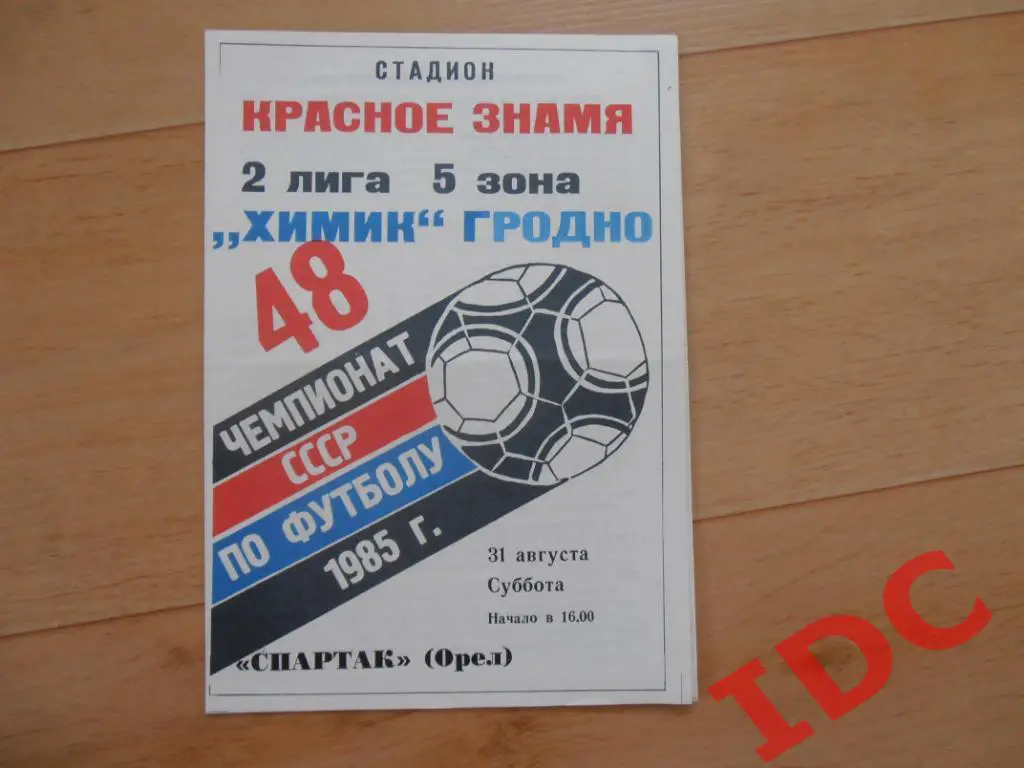 СТАДИОН
КРАСНОЕ ЗНАМЯ
2 лига 5 зона
„ХИМИК“ ГРОДНО
48
ЧЕМПИОНАТ
СССР
ПО ФУТБОЛУ
1985 г.
31 августа
Суббота
Начало в 16.00
«СПАРТАК» (Орел)
IDC